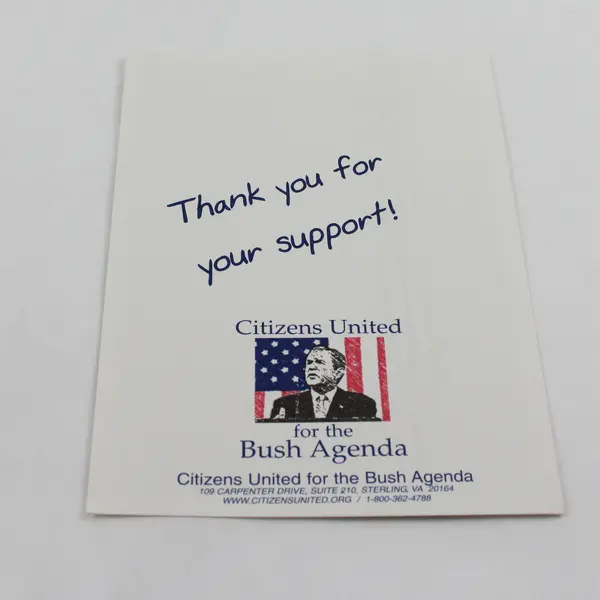 Thank you for
your support!
Citizens United
for the
Bush Agenda
Citizens United for the Bush Agenda
109 CARPENTER DRIVE, SUITE 210, STERLING, VA 20164
WWW.CITIZENSUNITED.ORG / 1-800-362-4788